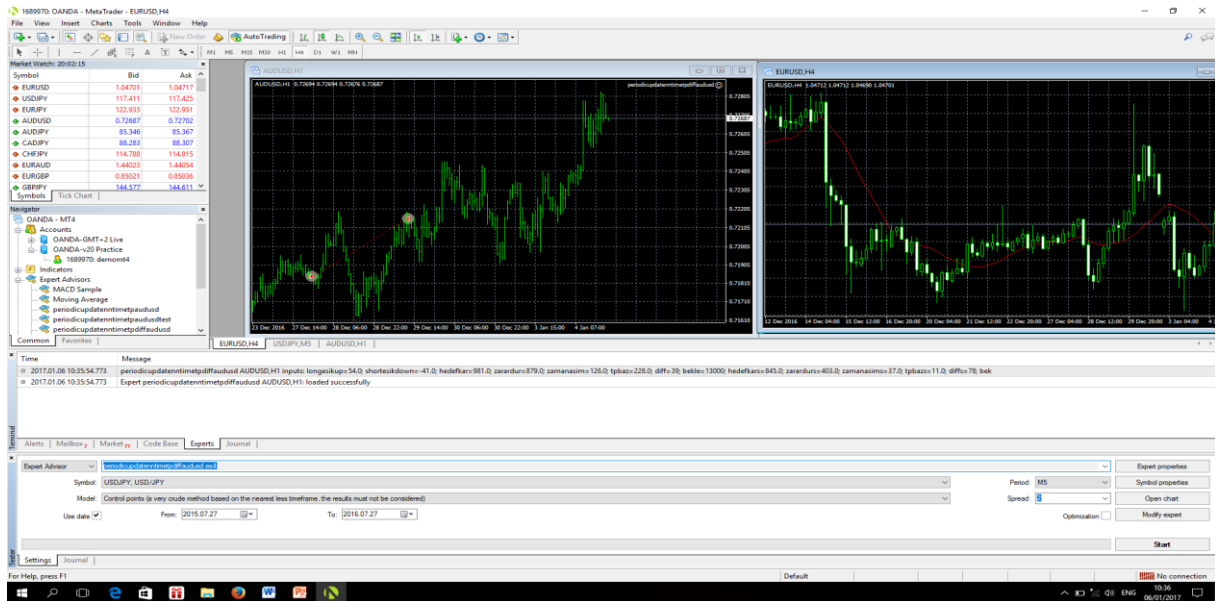 1689970: OANDA - MetaTrader - EURUSD,H4
File View Insert Charts Tools Window Help
New Order AutoTrading
M1 M5 M15 M30 H1 H4 D1 W1 MN
Market Watch: 20:02:15
Symbol Bid Ask
EURUSD 1.04701 1.04717
USDJPY 117.411 117.425
EURJPY 122.933 122.951
AUDUSD 0.72687 0.72702
AUDJPY 85.346 85.367
CADJPY 88.283 88.307
CHFJPY 114.788 114.815
EURAUD 1.44023 1.44054
EURGBP 0.85021 0.85036
GBPJPY 144.577 144.611
Symbols Tick Chart
Navigator
OANDA - MT4
Accounts
OANDA-GMT+2 Live
OANDA-v20 Practice
1689970: demomt4
Indicators
Expert Advisors
MACD Sample
Moving Average
periodicupdatenntimetpaudusd
periodicupdatenntimetpaudusdtest
periodicupdatenntimetpdiffaudusd
Common Favorites
AUDUSD,H1
AUDUSD,H1 0.72694 0.72694 0.72676 0.72687
periodicupdatenntimetpdiffaudusd
0.72805
0.72687
0.72605
0.72505
0.72405
0.72305
0.72205
0.72105
0.72005
0.71905
0.71810
0.71710
0.71610
23 Dec 2016 27 Dec 14:00 28 Dec 06:00 28 Dec 22:00 29 Dec 14:00 30 Dec 06:00 30 Dec 22:00 3 Jan 15:00 4 Jan 07:00
EURUSD,H4
EURUSD,H4 1.04712 1.04712 1.04690 1.04701
12 Dec 2016 14 Dec 04:00 15 Dec 12:00 16 Dec 20:00 20 Dec 04:00 21 Dec 12:00 22 Dec 20:00 27 Dec 04:00 28 Dec 12:00 29 Dec 20:00 3 Jan 04:00
EURUSD,H4 USDJPY,M5 AUDUSD,H1
Time Message
2017.01.06 10:35:54.773 periodicupdatenntimetpdiffaudusd AUDUSD,H1 inputs: longesikup=54.0; shortesikdown=-41.0; hedefkar=981.0; zarardur=879.0; zamanasim=126.0; tpbaz=228.0; diff=39; bekle=13000; hedefkars=845.0; zarardurs=403.0; zamanasims=37.0; tpbazs=11.0; diffs=78; bek
2017.01.06 10:35:54.773 Expert periodicupdatenntimetpdiffaudusd AUDUSD,H1: loaded successfully
Terminal
Alerts Mailbox 7 Market 21 Code Base Experts Journal
Expert Advisor periodicupdatenntimetpdiffaudusd.ex4 Expert properties
Symbol: USDJPY, USD/JPY Period: M5 Symbol properties
Model: Control points (a very crude method based on the nearest less timeframe, the results must not be considered) Spread: 2 Open chart
Use date From: 2015.07.27 To: 2016.07.27 Optimization Modify expert
Start
Tester
Settings Journal
For Help, press F1 Default No connection
ENG 10:36
06/01/2017